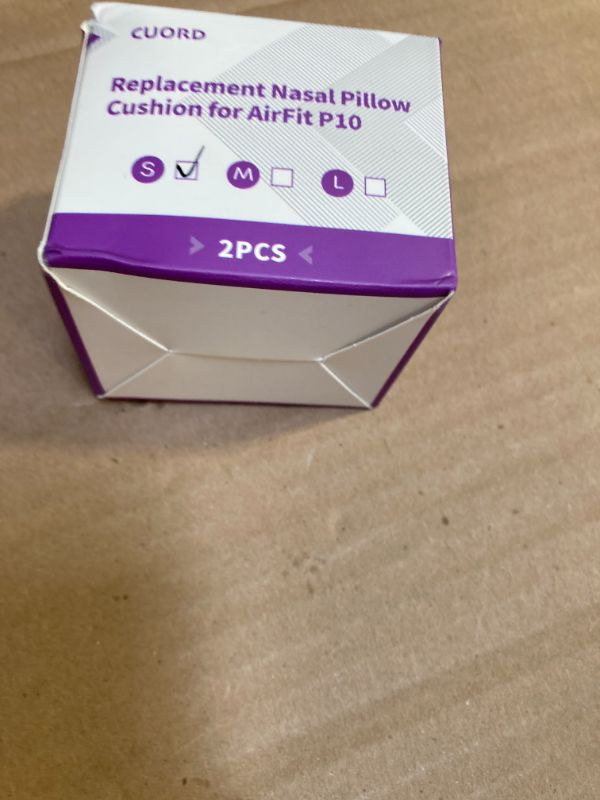 CUORD
Replacement Nasal Pillow
Cushion for AirFit P10
S M L
2PCS